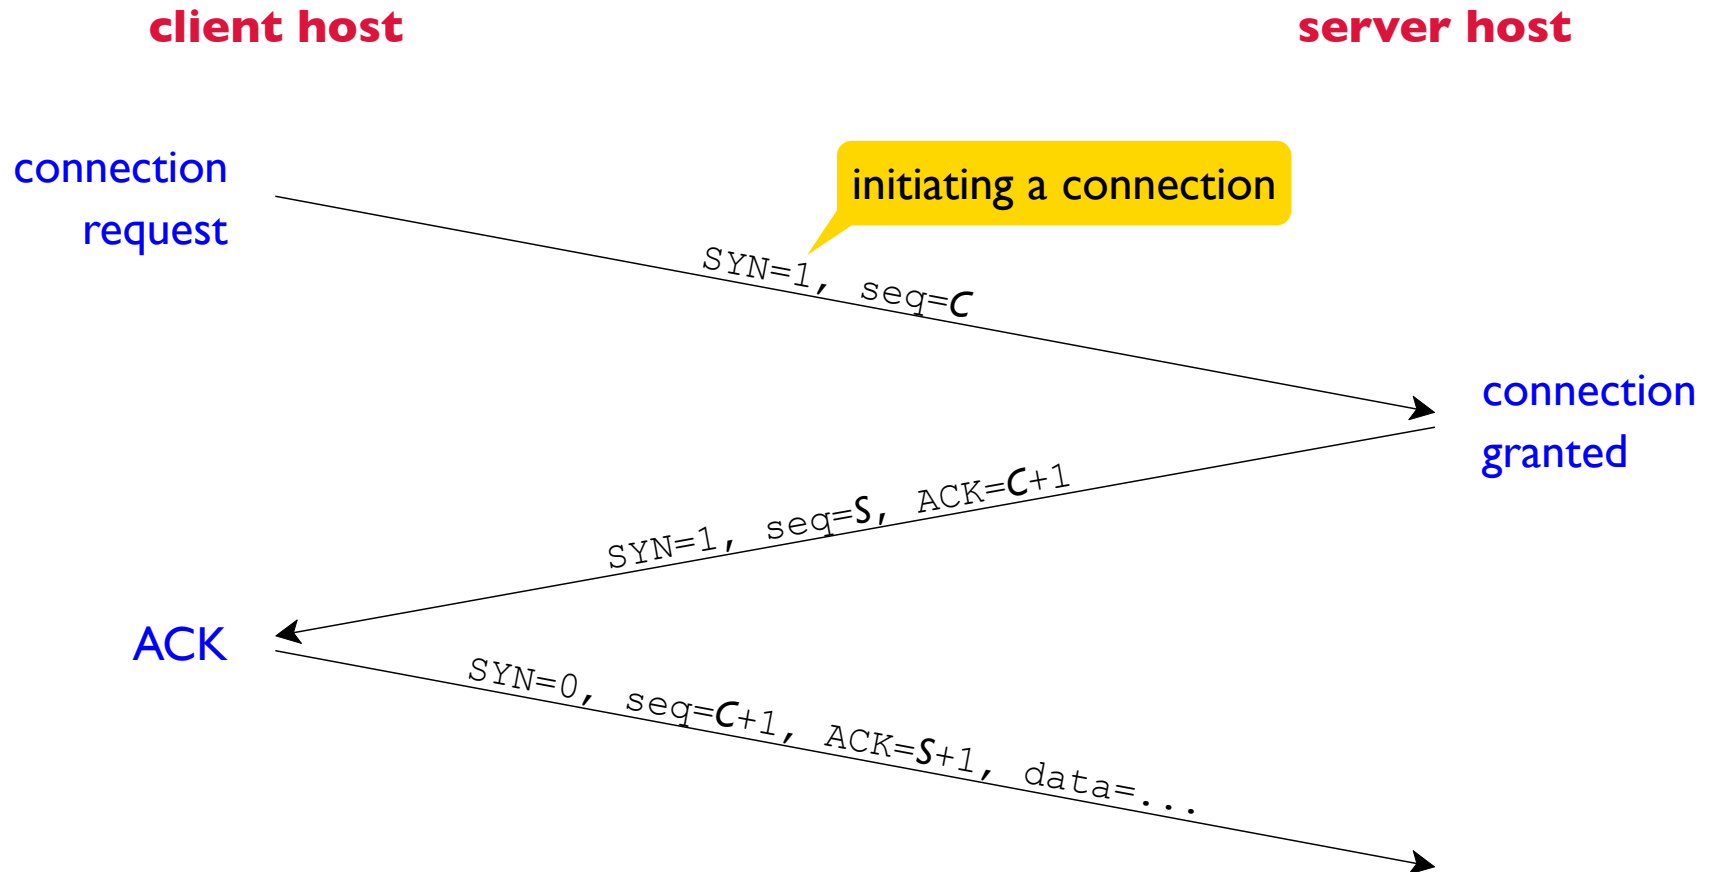 client host
server host
connection
request
initiating a connection
SYN=1, seq=C
connection
granted
SYN=1, seq=S, ACK=C+1
ACK
SYN=0, seq=C+1, ACK=S+1, data=...